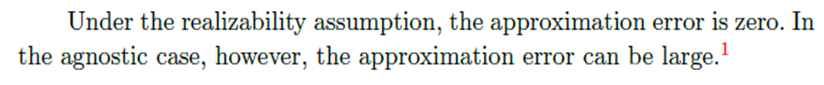 Under the realizability assumption, the approximation error is zero. In
the agnostic case, however, the approximation error can be large.¹